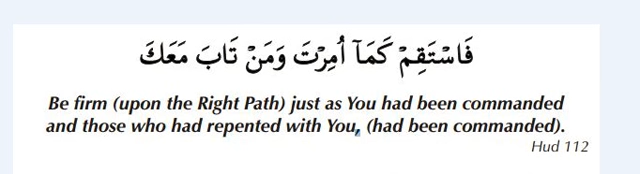 فَاسْتَقِمْ كَمَآ اُمِرْتَ وَمَنْ تَابَ مَعَكَ
Be firm (upon the Right Path) just as You had been commanded
and those who had repented with You, (had been commanded).
Hud 112